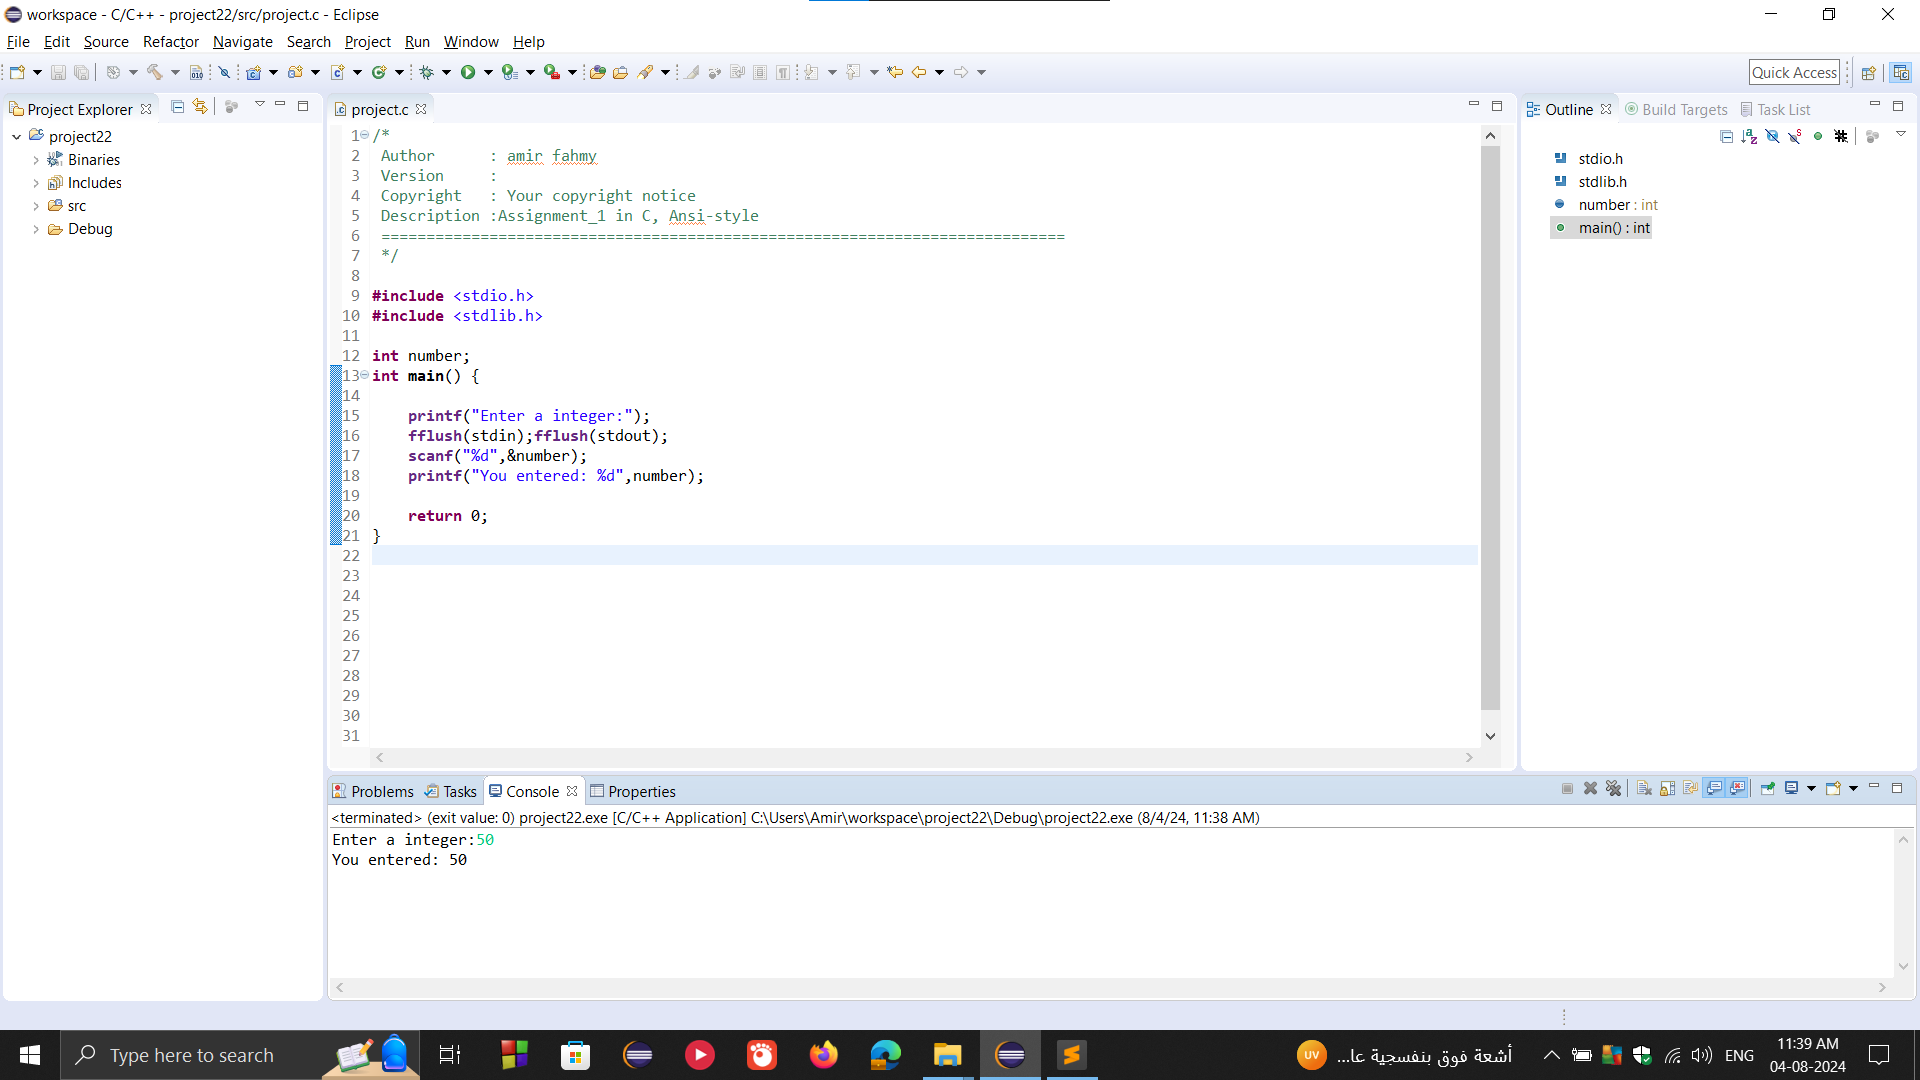 workspace - C/C++ - project22/src/project.c - Eclipse
File Edit Source Refactor Navigate Search Project Run Window Help
Quick Access
Project Explorer
project22
Binaries
Includes
src
Debug
project.c
1 /*
2 Author      : amir fahmy
3 Version     :
4 Copyright   : Your copyright notice
5 Description :Assignment_1 in C, Ansi-style
6 ============================================================================
7 */
8
9 #include <stdio.h>
10 #include <stdlib.h>
11
12 int number;
13 int main() {
14
15     printf("Enter a integer:");
16     fflush(stdin);fflush(stdout);
17     scanf("%d",&number);
18     printf("You entered: %d",number);
19
20     return 0;
21 }
22
23
24
25
26
27
28
29
30
31
Outline Build Targets Task List
stdio.h
stdlib.h
number : int
main() : int
Problems Tasks Console Properties
<terminated> (exit value: 0) project22.exe [C/C++ Application] C:\Users\Amir\workspace\project22\Debug\project22.exe (8/4/24, 11:38 AM)
Enter a integer:50
You entered: 50
Type here to search
UV
أشعة فوق بنفسجية عا...
ENG
11:39 AM
04-08-2024